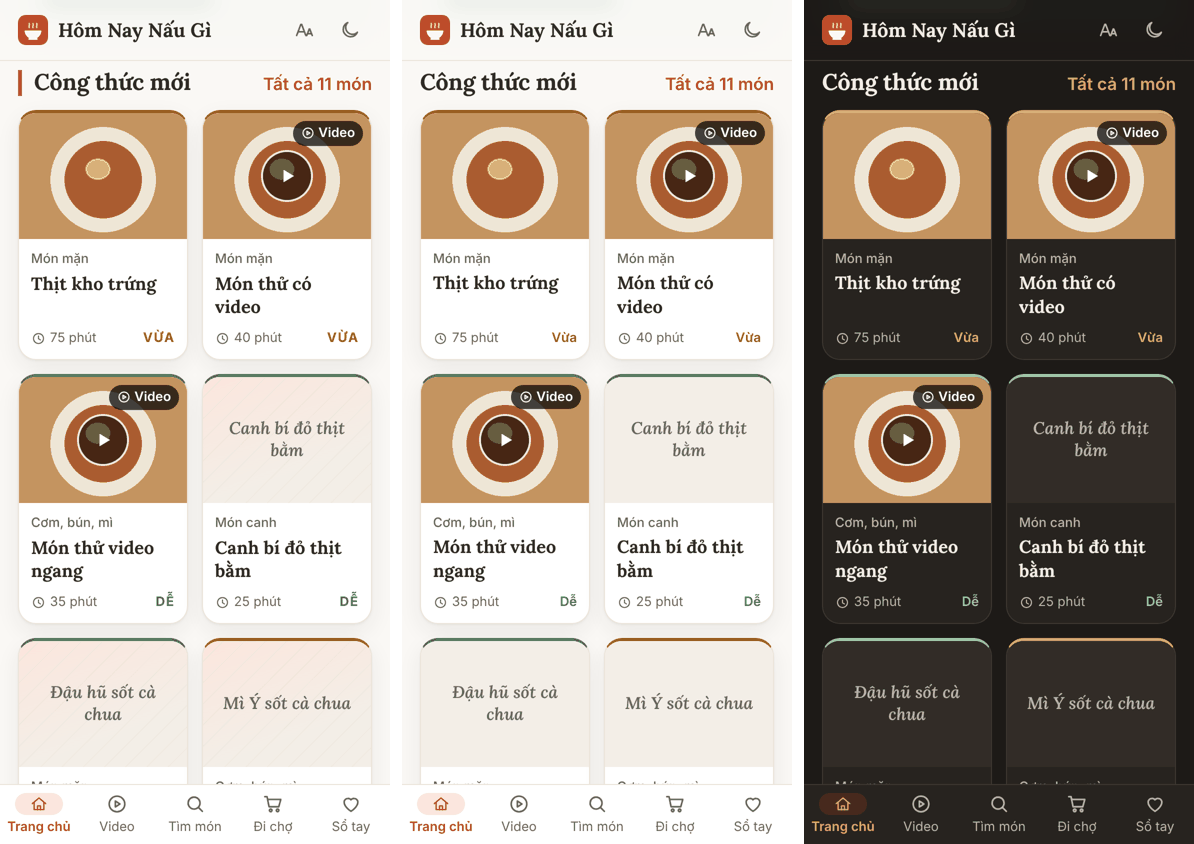 Hôm Nay Nấu Gì
Công thức mới
Tất cả 11 món
Video
Món mặn
Thịt kho trứng
75 phút
VỪA
Món mặn
Món thử có
video
40 phút
VỪA
Video
Canh bí đỏ thịt
bằm
Cơm, bún, mì
Món thử video
ngang
35 phút
DỄ
Món canh
Canh bí đỏ thịt
bằm
25 phút
DỄ
Đậu hũ sốt cà
chua
Mì Ý sốt cà chua
Trang chủ
Video
Tìm món
Đi chợ
Sổ tay
Hôm Nay Nấu Gì
Công thức mới
Tất cả 11 món
Video
Món mặn
Thịt kho trứng
75 phút
Vừa
Món mặn
Món thử có
video
40 phút
Vừa
Video
Canh bí đỏ thịt
bằm
Cơm, bún, mì
Món thử video
ngang
35 phút
Dễ
Món canh
Canh bí đỏ thịt
bằm
25 phút
Dễ
Đậu hũ sốt cà
chua
Mì Ý sốt cà chua
Trang chủ
Video
Tìm món
Đi chợ
Sổ tay
Hôm Nay Nấu Gì
Công thức mới
Tất cả 11 món
Video
Món mặn
Thịt kho trứng
75 phút
Vừa
Món mặn
Món thử có
video
40 phút
Vừa
Video
Canh bí đỏ thịt
bằm
Cơm, bún, mì
Món thử video
ngang
35 phút
Dễ
Món canh
Canh bí đỏ thịt
bằm
25 phút
Dễ
Đậu hũ sốt cà
chua
Mì Ý sốt cà chua
Trang chủ
Video
Tìm món
Đi chợ
Sổ tay